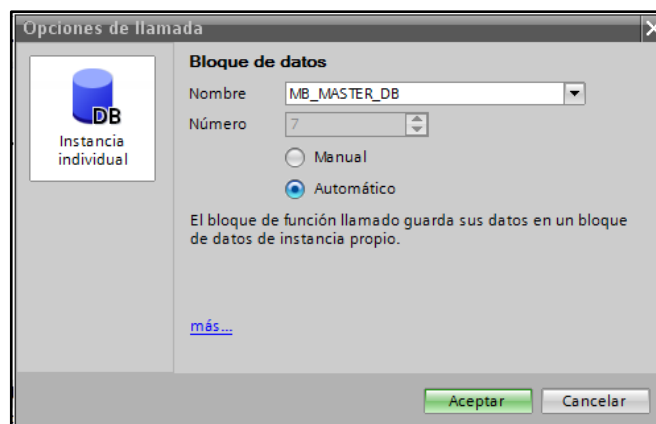 Opciones de llamada
DB
Instancia
individual
Bloque de datos
Nombre
MB_MASTER_DB
Número
7
Manual
Automático
El bloque de función llamado guarda sus datos en un bloque
de datos de instancia propio.
más...
Aceptar
Cancelar